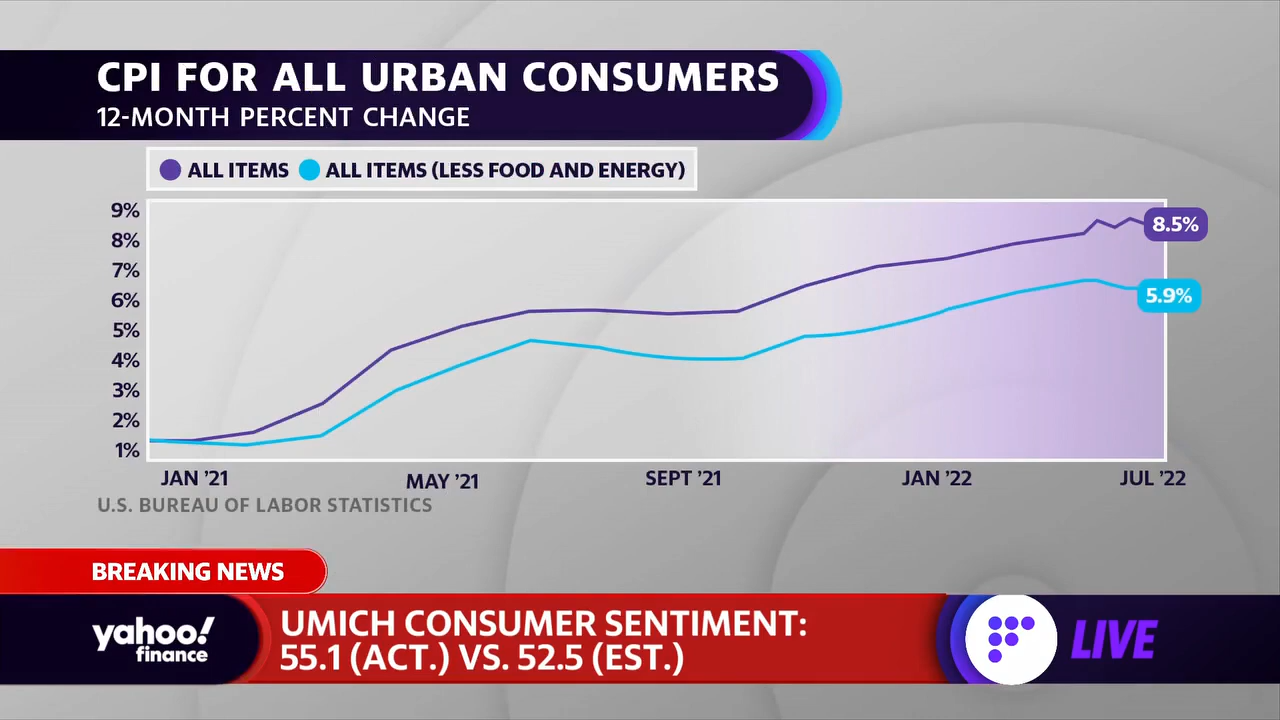 CPI FOR ALL URBAN CONSUMERS
12-MONTH PERCENT CHANGE
ALL ITEMS ALL ITEMS (LESS FOOD AND ENERGY)
9%
8%
7%
6%
5%
4%
3%
2%
1%
8.5%
5.9%
JAN '21 MAY '21 SEPT '21 JAN '22 JUL '22
U.S. BUREAU OF LABOR STATISTICS
BREAKING NEWS
yahoo!
finance
UMICH CONSUMER SENTIMENT:
55.1 (ACT.) VS. 52.5 (EST.)
LIVE